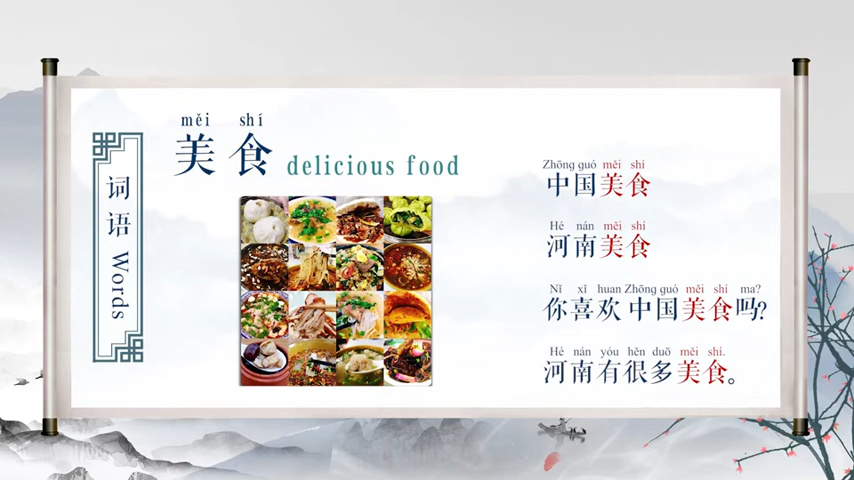 词语 Words
měi shí
美食 delicious food
Zhōng guó měi shí
中国美食
Hé nán měi shí
河南美食
Nǐ xǐ huan Zhōng guó měi shí ma?
你喜欢中国美食吗?
Hé nán yóu hěn duō měi shí.
河南有很多美食。